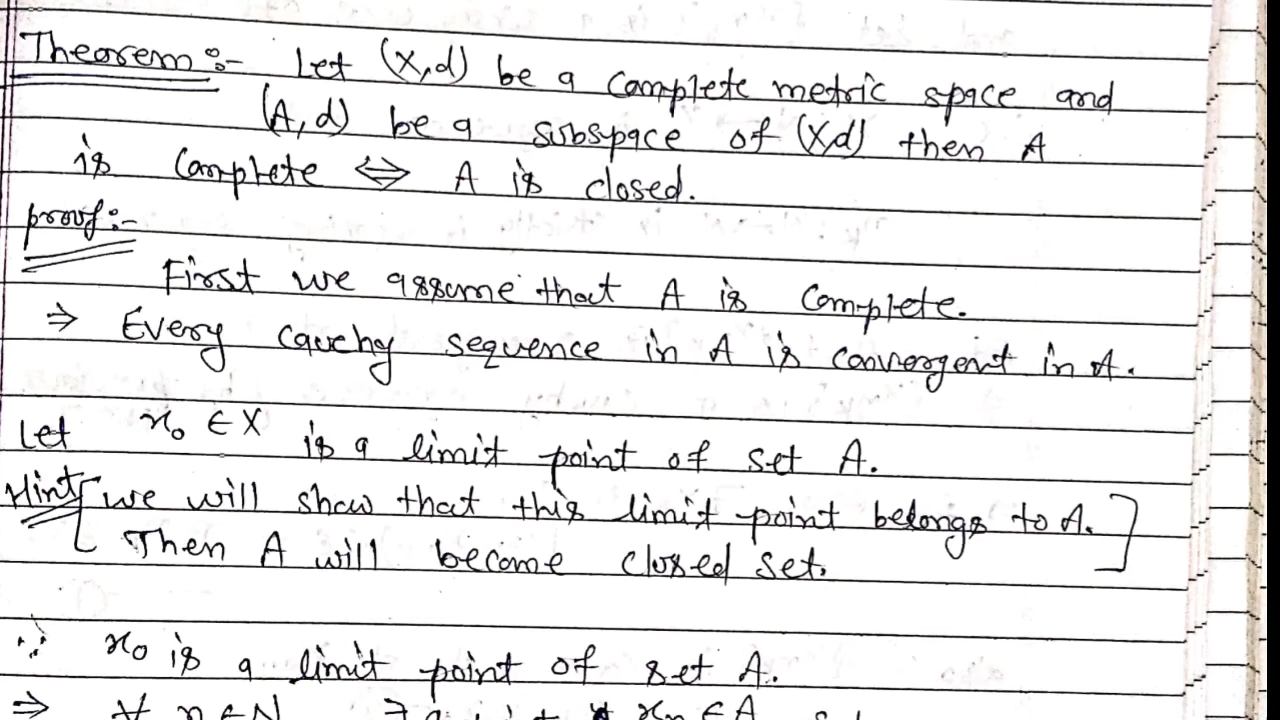 Theorem :- Let (X,d) be a complete metric space and
(A,d) be a subspace of (X,d) then A
is complete ⇔ A is closed.
proof :-
First we assume that A is complete.
⇒ Every cauchy sequence in A is convergent in A.
Let x₀ ∈ X is a limit point of set A.
Hint [we will show that this limit point belongs to A.
Then A will become closed set.]
∵ x₀ is a limit point of set A.
⇒ ∀ n ∈ N ∃ xₙ ∈ A